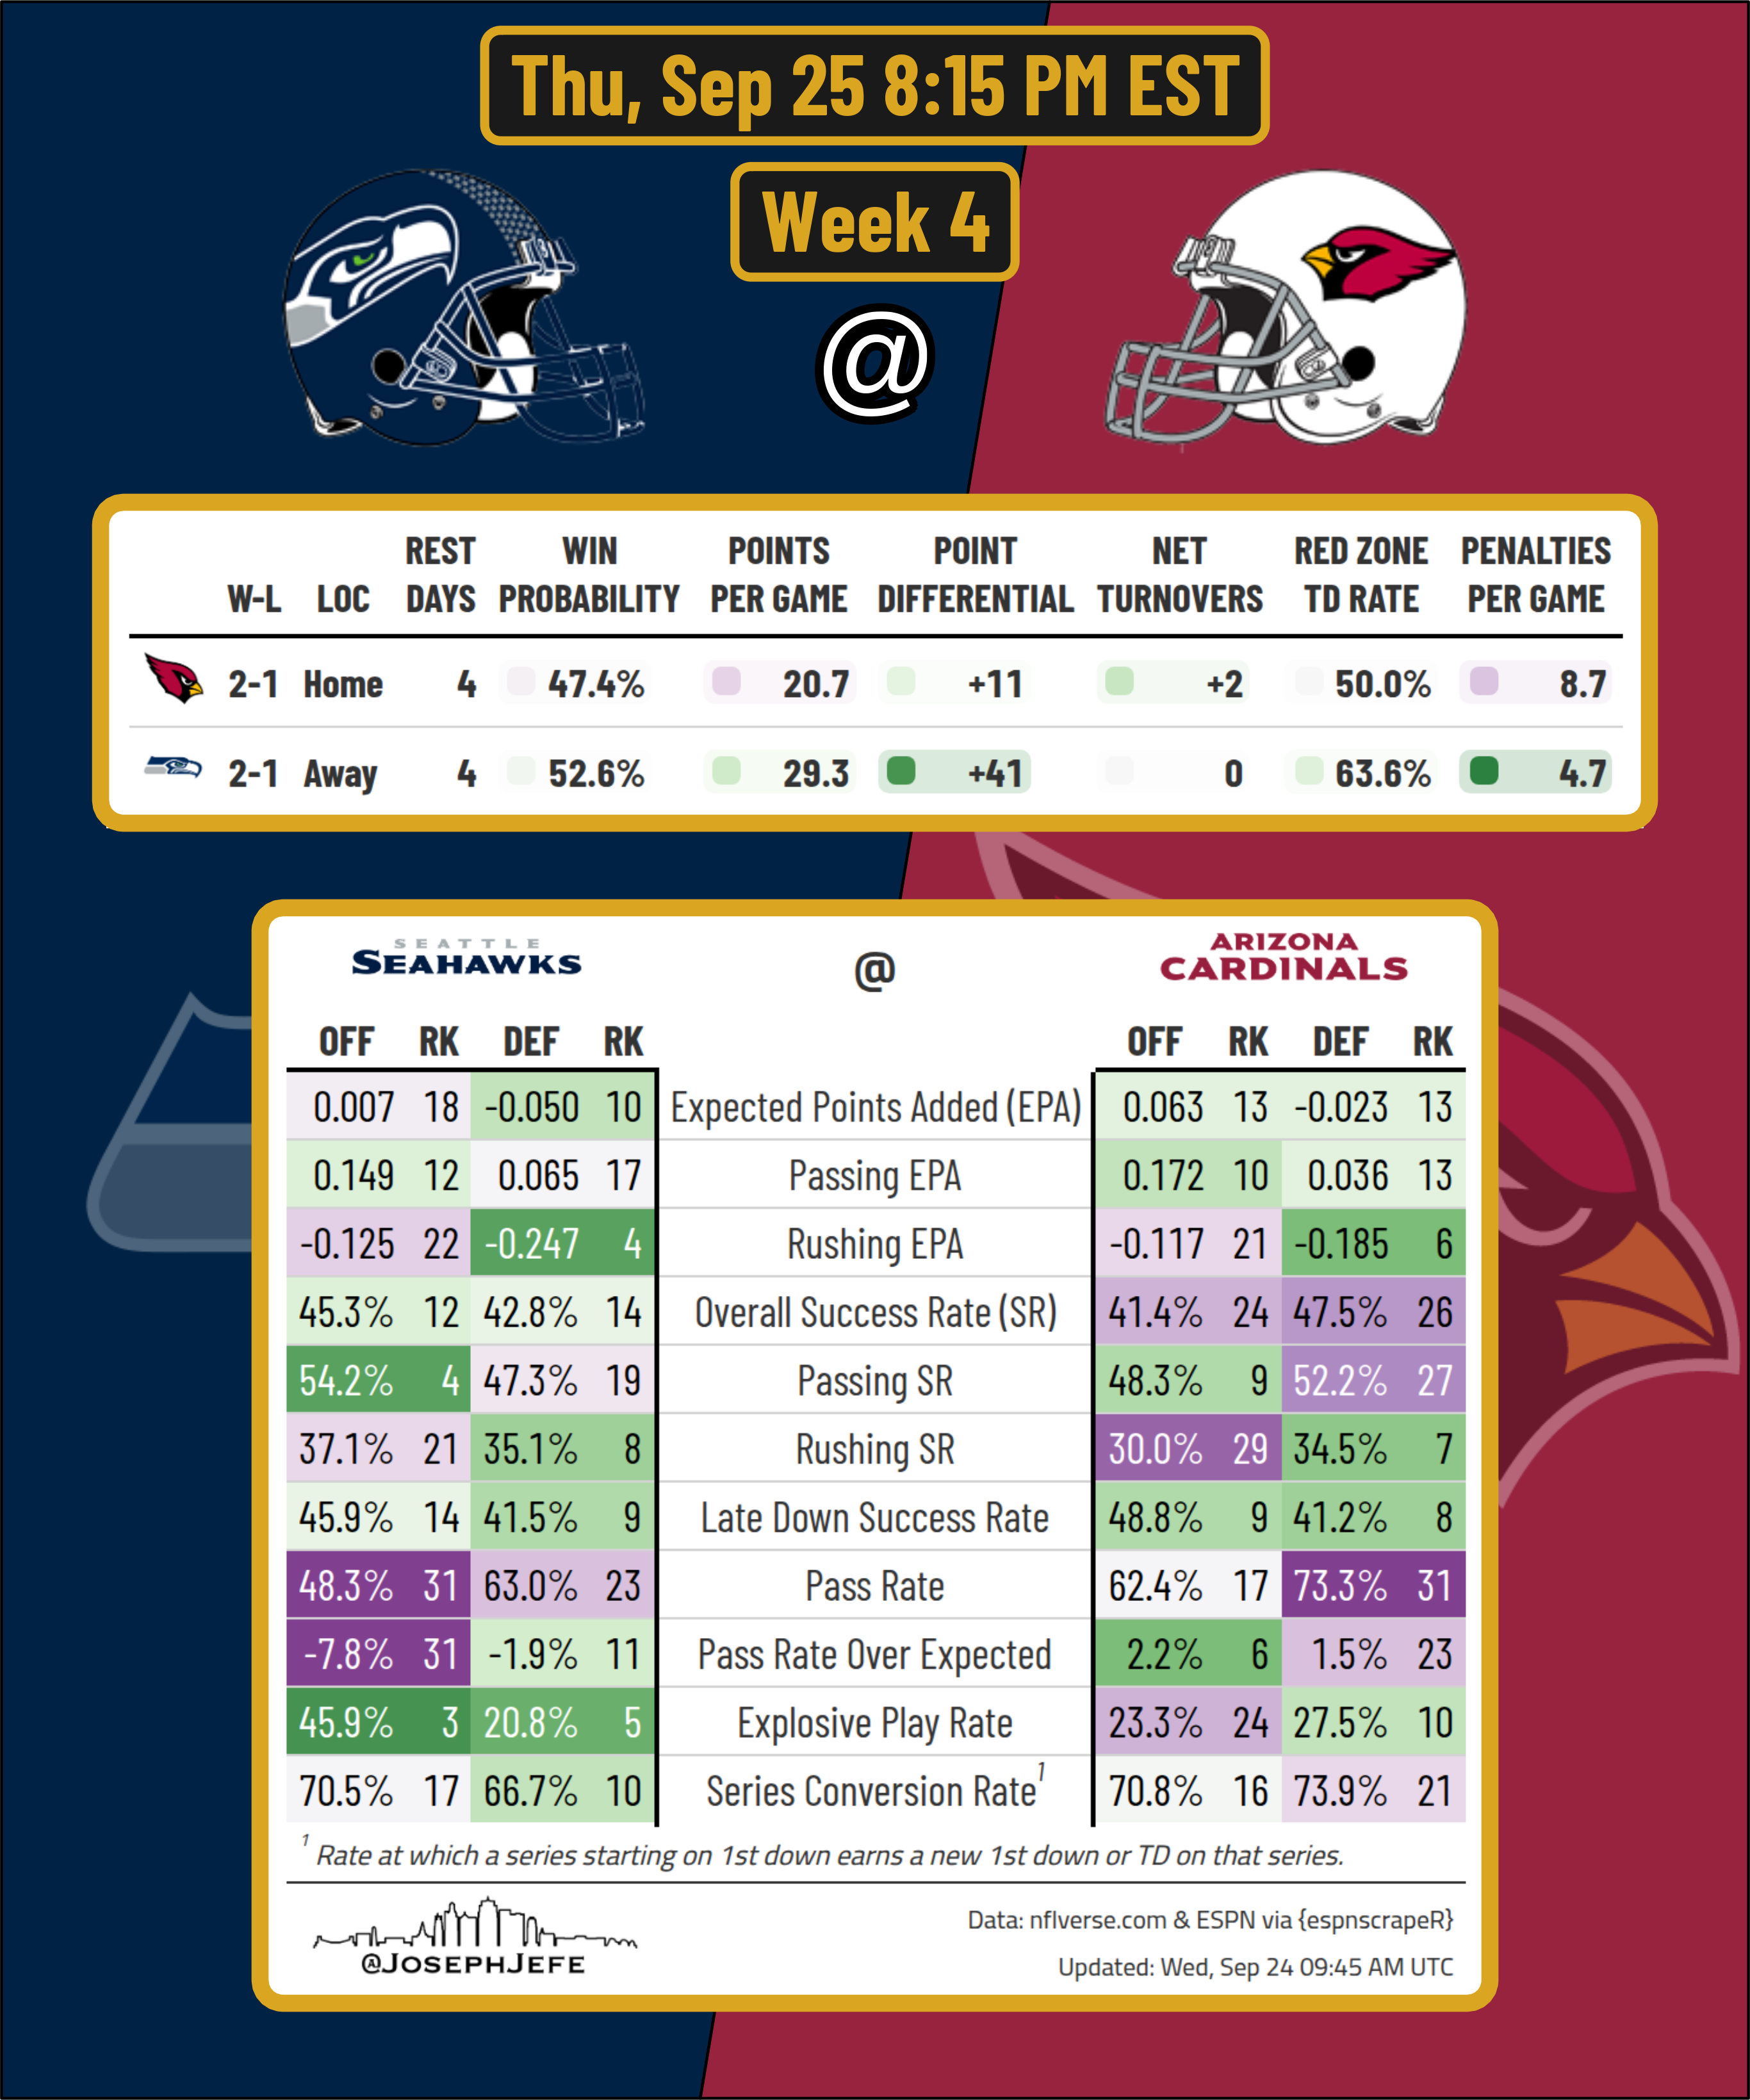 Thu, Sep 25 8:15 PM EST
Week 4
@
W-L LOC REST DAYS WIN PROBABILITY POINTS PER GAME POINT DIFFERENTIAL NET TURNOVERS RED ZONE TD RATE PENALTIES PER GAME
2-1 Home 4 47.4% 20.7 +11 +2 50.0% 8.7
2-1 Away 4 52.6% 29.3 +41 0 63.6% 4.7
SEATTLE SEAHAWKS @ ARIZONA CARDINALS
OFF RK DEF RK OFF RK DEF RK
0.007 18 -0.050 10 Expected Points Added (EPA) 0.063 13 -0.023 13
0.149 12 0.065 17 Passing EPA 0.172 10 0.036 13
-0.125 22 -0.247 4 Rushing EPA -0.117 21 -0.185 6
45.3% 12 42.8% 14 Overall Success Rate (SR) 41.4% 24 47.5% 26
54.2% 4 47.3% 19 Passing SR 48.3% 9 52.2% 27
37.1% 21 35.1% 8 Rushing SR 30.0% 29 34.5% 7
45.9% 14 41.5% 9 Late Down Success Rate 48.8% 9 41.2% 8
48.3% 31 63.0% 23 Pass Rate 62.4% 17 73.3% 31
-7.8% 31 -1.9% 11 Pass Rate Over Expected 2.2% 6 1.5% 23
45.9% 3 20.8% 5 Explosive Play Rate 23.3% 24 27.5% 10
70.5% 17 66.7% 10 Series Conversion Rate¹ 70.8% 16 73.9% 21
¹ Rate at which a series starting on 1st down earns a new 1st down or TD on that series.
@JOSEPHJEFE
Data: nflverse.com & ESPN via {espnscrapeR}
Updated: Wed, Sep 24 09:45 AM UTC